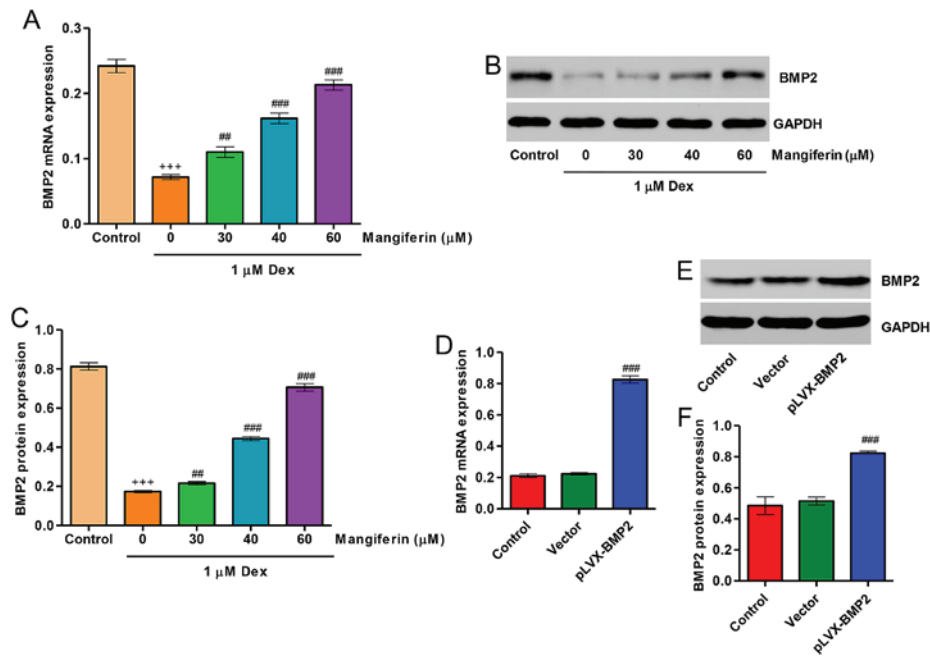 A
BMP2 mRNA expression
0.3
0.2
0.1
0.0
+++
##
###
###
Control 0 30 40 60 Mangiferin (μM)
1 μM Dex
B
BMP2
GAPDH
Control 0 30 40 60 Mangiferin (μM)
1 μM Dex
C
BMP2 protein expression
1.0
0.8
0.6
0.4
0.2
0.0
+++
##
###
###
Control 0 30 40 60 Mangiferin (μM)
1 μM Dex
D
BMP2 mRNA expression
1.0
0.8
0.6
0.4
0.2
0.0
###
Control Vector pLVX-BMP2
E
BMP2
GAPDH
Control Vector pLVX-BMP2
F
BMP2 protein expression
1.0
0.8
0.6
0.4
0.2
0.0
###
Control Vector pLVX-BMP2